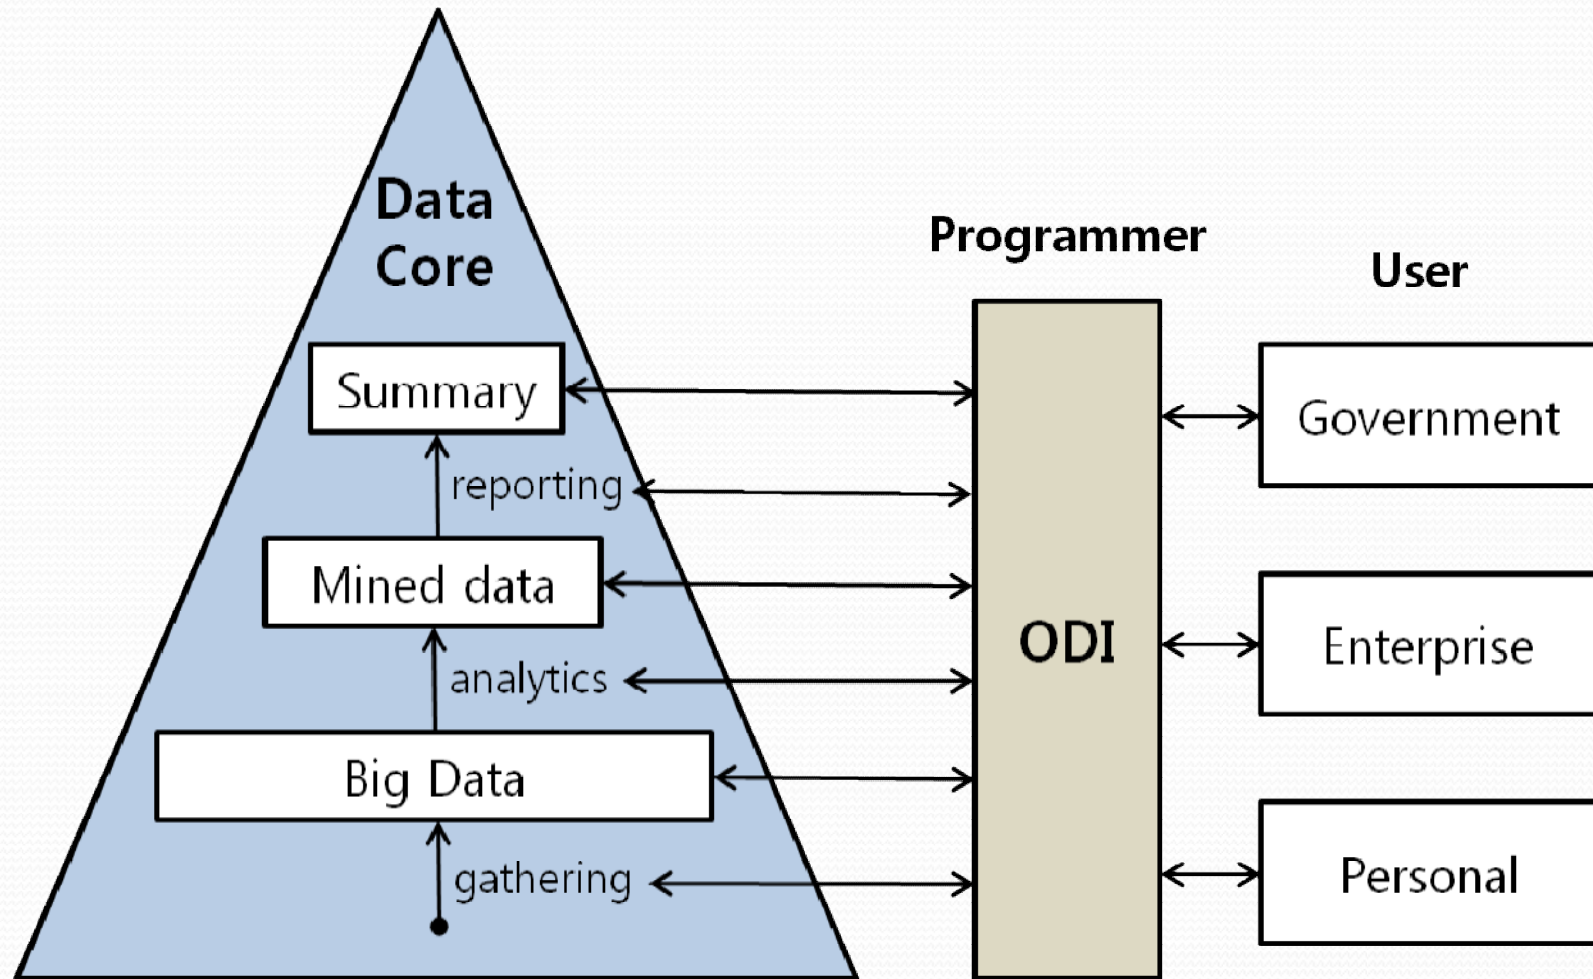 Data
Core
Summary
reporting
Mined data
analytics
Big Data
gathering
Programmer
ODI
User
Government
Enterprise
Personal